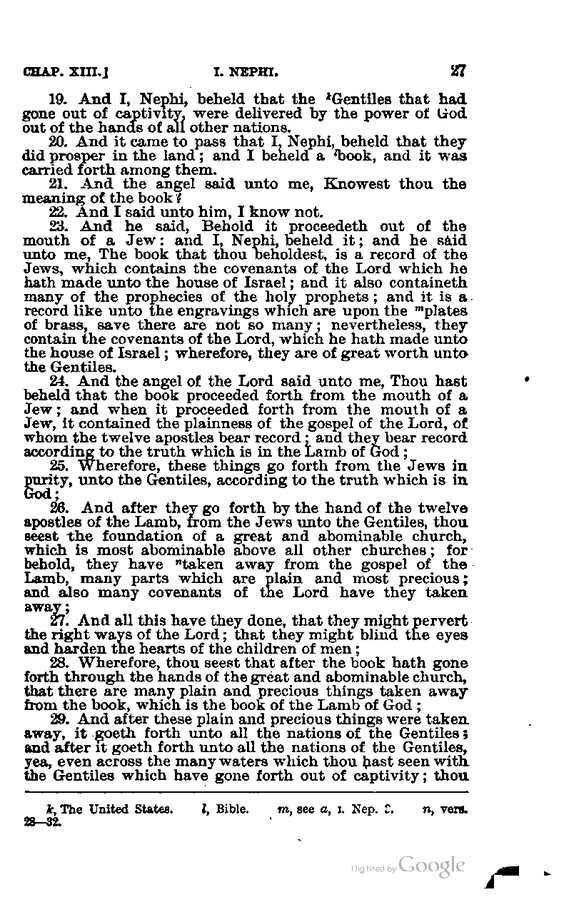 CHAP. XIII.] I. NEPHI. 27
19. And I, Nephi, beheld that the kGentiles that had
gone out of captivity, were delivered by the power of God
out of the hands of all other nations.
20. And it came to pass that I, Nephi, beheld that they
did prosper in the land; and I beheld a lbook, and it was
carried forth among them.
21. And the angel said unto me, Knowest thou the
meaning of the book?
22. And I said unto him, I know not.
23. And he said, Behold it proceedeth out of the
mouth of a Jew: and I, Nephi, beheld it; and he said
unto me, The book that thou beholdest, is a record of the
Jews, which contains the covenants of the Lord which he
hath made unto the house of Israel; and it also containeth
many of the prophecies of the holy prophets; and it is a
record like unto the engravings which are upon the mplates
of brass, save there are not so many; nevertheless, they
contain the covenants of the Lord, which he hath made unto
the house of Israel; wherefore, they are of great worth unto
the Gentiles.
24. And the angel of the Lord said unto me, Thou hast
beheld that the book proceeded forth from the mouth of a
Jew; and when it proceeded forth from the mouth of a
Jew, it contained the plainness of the gospel of the Lord, of
whom the twelve apostles bear record; and they bear record
according to the truth which is in the Lamb of God;
25. Wherefore, these things go forth from the Jews in
purity, unto the Gentiles, according to the truth which is in
God;
26. And after they go forth by the hand of the twelve
apostles of the Lamb, from the Jews unto the Gentiles, thou
seest the foundation of a great and abominable church,
which is most abominable above all other churches; for
behold, they have ntaken away from the gospel of the
Lamb, many parts which are plain and most precious;
and also many covenants of the Lord have they taken
away;
27. And all this have they done, that they might pervert
the right ways of the Lord; that they might blind the eyes
and harden the hearts of the children of men;
28. Wherefore, thou seest that after the book hath gone
forth through the hands of the great and abominable church,
that there are many plain and precious things taken away
from the book, which is the book of the Lamb of God;
29. And after these plain and precious things were taken
away, it goeth forth unto all the nations of the Gentiles;
and after it goeth forth unto all the nations of the Gentiles,
yea, even across the many waters which thou hast seen with
the Gentiles which have gone forth out of captivity; thou
k, The United States. l, Bible. m, see a, I. Nep. n, vers.
28—32.
Digitized by Google